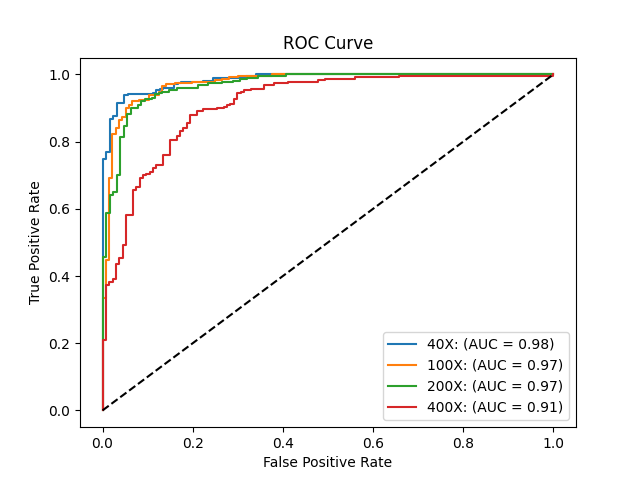 ROC Curve
1.0
0.8
0.6
0.4
0.2
0.0
True Positive Rate
0.0 0.2 0.4 0.6 0.8 1.0
False Positive Rate
40X: (AUC = 0.98)
100X: (AUC = 0.97)
200X: (AUC = 0.97)
400X: (AUC = 0.91)